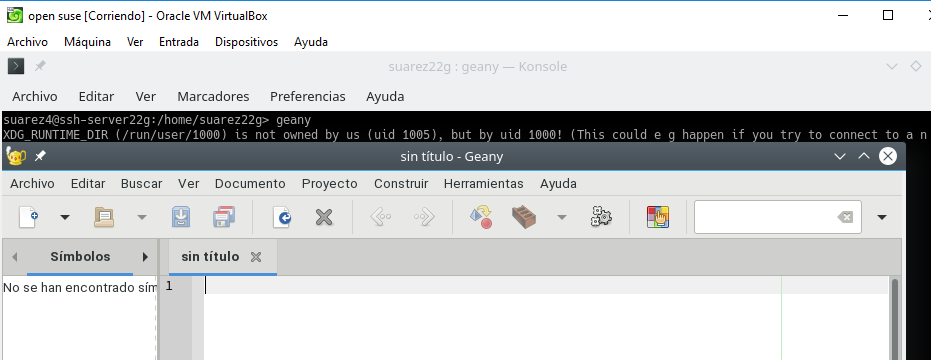 open suse [Corriendo] - Oracle VM VirtualBox
Archivo Máquina Ver Entrada Dispositivos Ayuda
suarez22g : geany — Konsole
Archivo Editar Ver Marcadores Preferencias Ayuda
suarez4@ssh-server22g:/home/suarez22g> geany
XDG_RUNTIME_DIR (/run/user/1000) is not owned by us (uid 1005), but by uid 1000! (This could e g happen if you try to connect to a n
sin título - Geany
Archivo Editar Buscar Ver Documento Proyecto Construir Herramientas Ayuda
Símbolos sin título
No se han encontrado sím 1